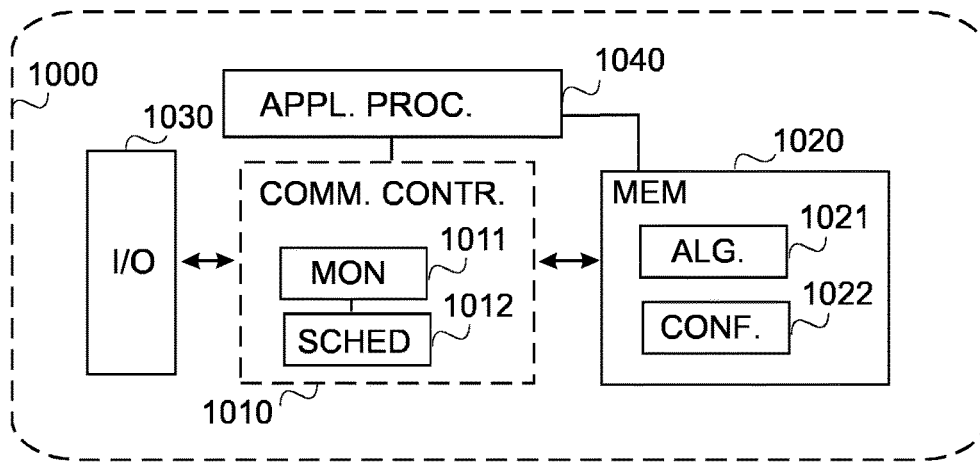 1000
1040
APPL. PROC.
1030
1020
COMM. CONTR.
MEM
1011
1021
I/O
MON
ALG.
1012
1022
SCHED
CONF.
1010